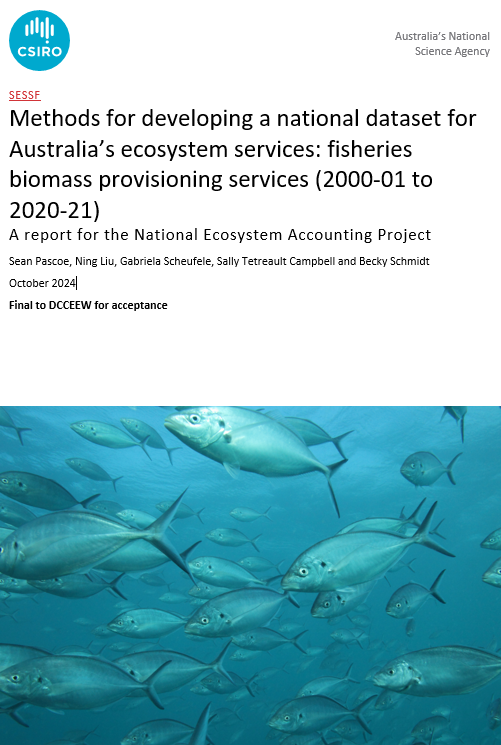 CSIRO
Australia's National
Science Agency
SESSF
Methods for developing a national dataset for
Australia's ecosystem services: fisheries
biomass provisioning services (2000-01 to
2020-21)
A report for the National Ecosystem Accounting Project
Sean Pascoe, Ning Liu, Gabriela Scheufele, Sally Tetreault Campbell and Becky Schmidt
October 2024
Final to DCCEEW for acceptance